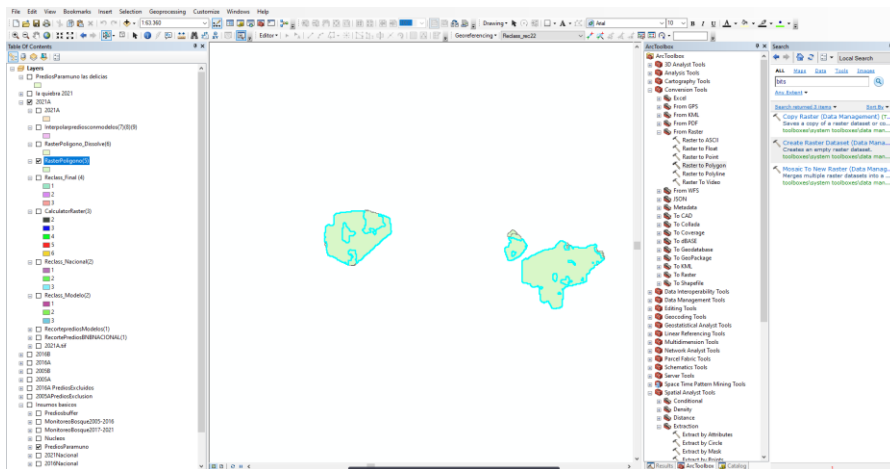 File Edit View Bookmarks Insert Selection Geoprocessing Customize Windows Help
1:63.360
Drawing
Arial
10
B I U A
Editor
Georeferencing
Reclass_rec22
Table Of Contents
Layers
PrediosParamuno las delicias
la quiebra 2021
2021A
2021A
Interpolarprediosconmodelos(7)(8)(9)
RasterPoligono_Dissolve(6)
RasterPoligono(5)
Reclass_Final (4)
1
2
3
CalculatorRaster(3)
2
3
4
5
6
Reclass_Nacional(2)
1
2
3
Reclass_Modelo(2)
1
2
3
RecorteprediosModelos(1)
RecortePrediosBNBNACIONAL(1)
2021A.tif
2016B
2016A
2005B
2005A
2016A PrediosExcluidos
2005APrediosExclusion
Insumos basicos
Prediosbuffer
MonitoreosBosque2005-2016
MonitoreosBosque2017-2021
Nucleos
PrediosParamuno
2021Nacional
2016Nacional
ArcToolbox
ArcToolbox
3D Analyst Tools
Analysis Tools
Cartography Tools
Conversion Tools
Excel
From GPS
From KML
From PDF
From Raster
Raster to ASCII
Raster to Float
Raster to Point
Raster to Polygon
Raster to Polyline
Raster To Video
From WFS
JSON
Metadata
To CAD
To Collada
To Coverage
To dBASE
To Geodatabase
To GeoPackage
To KML
To Raster
To Shapefile
Data Interoperability Tools
Data Management Tools
Editing Tools
Geocoding Tools
Geostatistical Analyst Tools
Linear Referencing Tools
Multidimension Tools
Network Analyst Tools
Parcel Fabric Tools
Schematics Tools
Server Tools
Space Time Pattern Mining Tools
Spatial Analyst Tools
Conditional
Density
Distance
Extraction
Extract by Attributes
Extract by Circle
Extract by Mask
Extract by Points
Results ArcToolbox Catalog
Search
Local Search
ALL Maps Data Tools Images
bits
Any Extent
Search returned 3 items Sort By
Copy Raster (Data Management) (T...
Saves a copy of a raster dataset or co...
toolboxes\system toolboxes\data man...
Create Raster Dataset (Data Mana...
Creates an empty raster dataset.
toolboxes\system toolboxes\data man...
Mosaic To New Raster (Data Manag...
Merges multiple raster datasets into a ...
toolboxes\system toolboxes\data man...